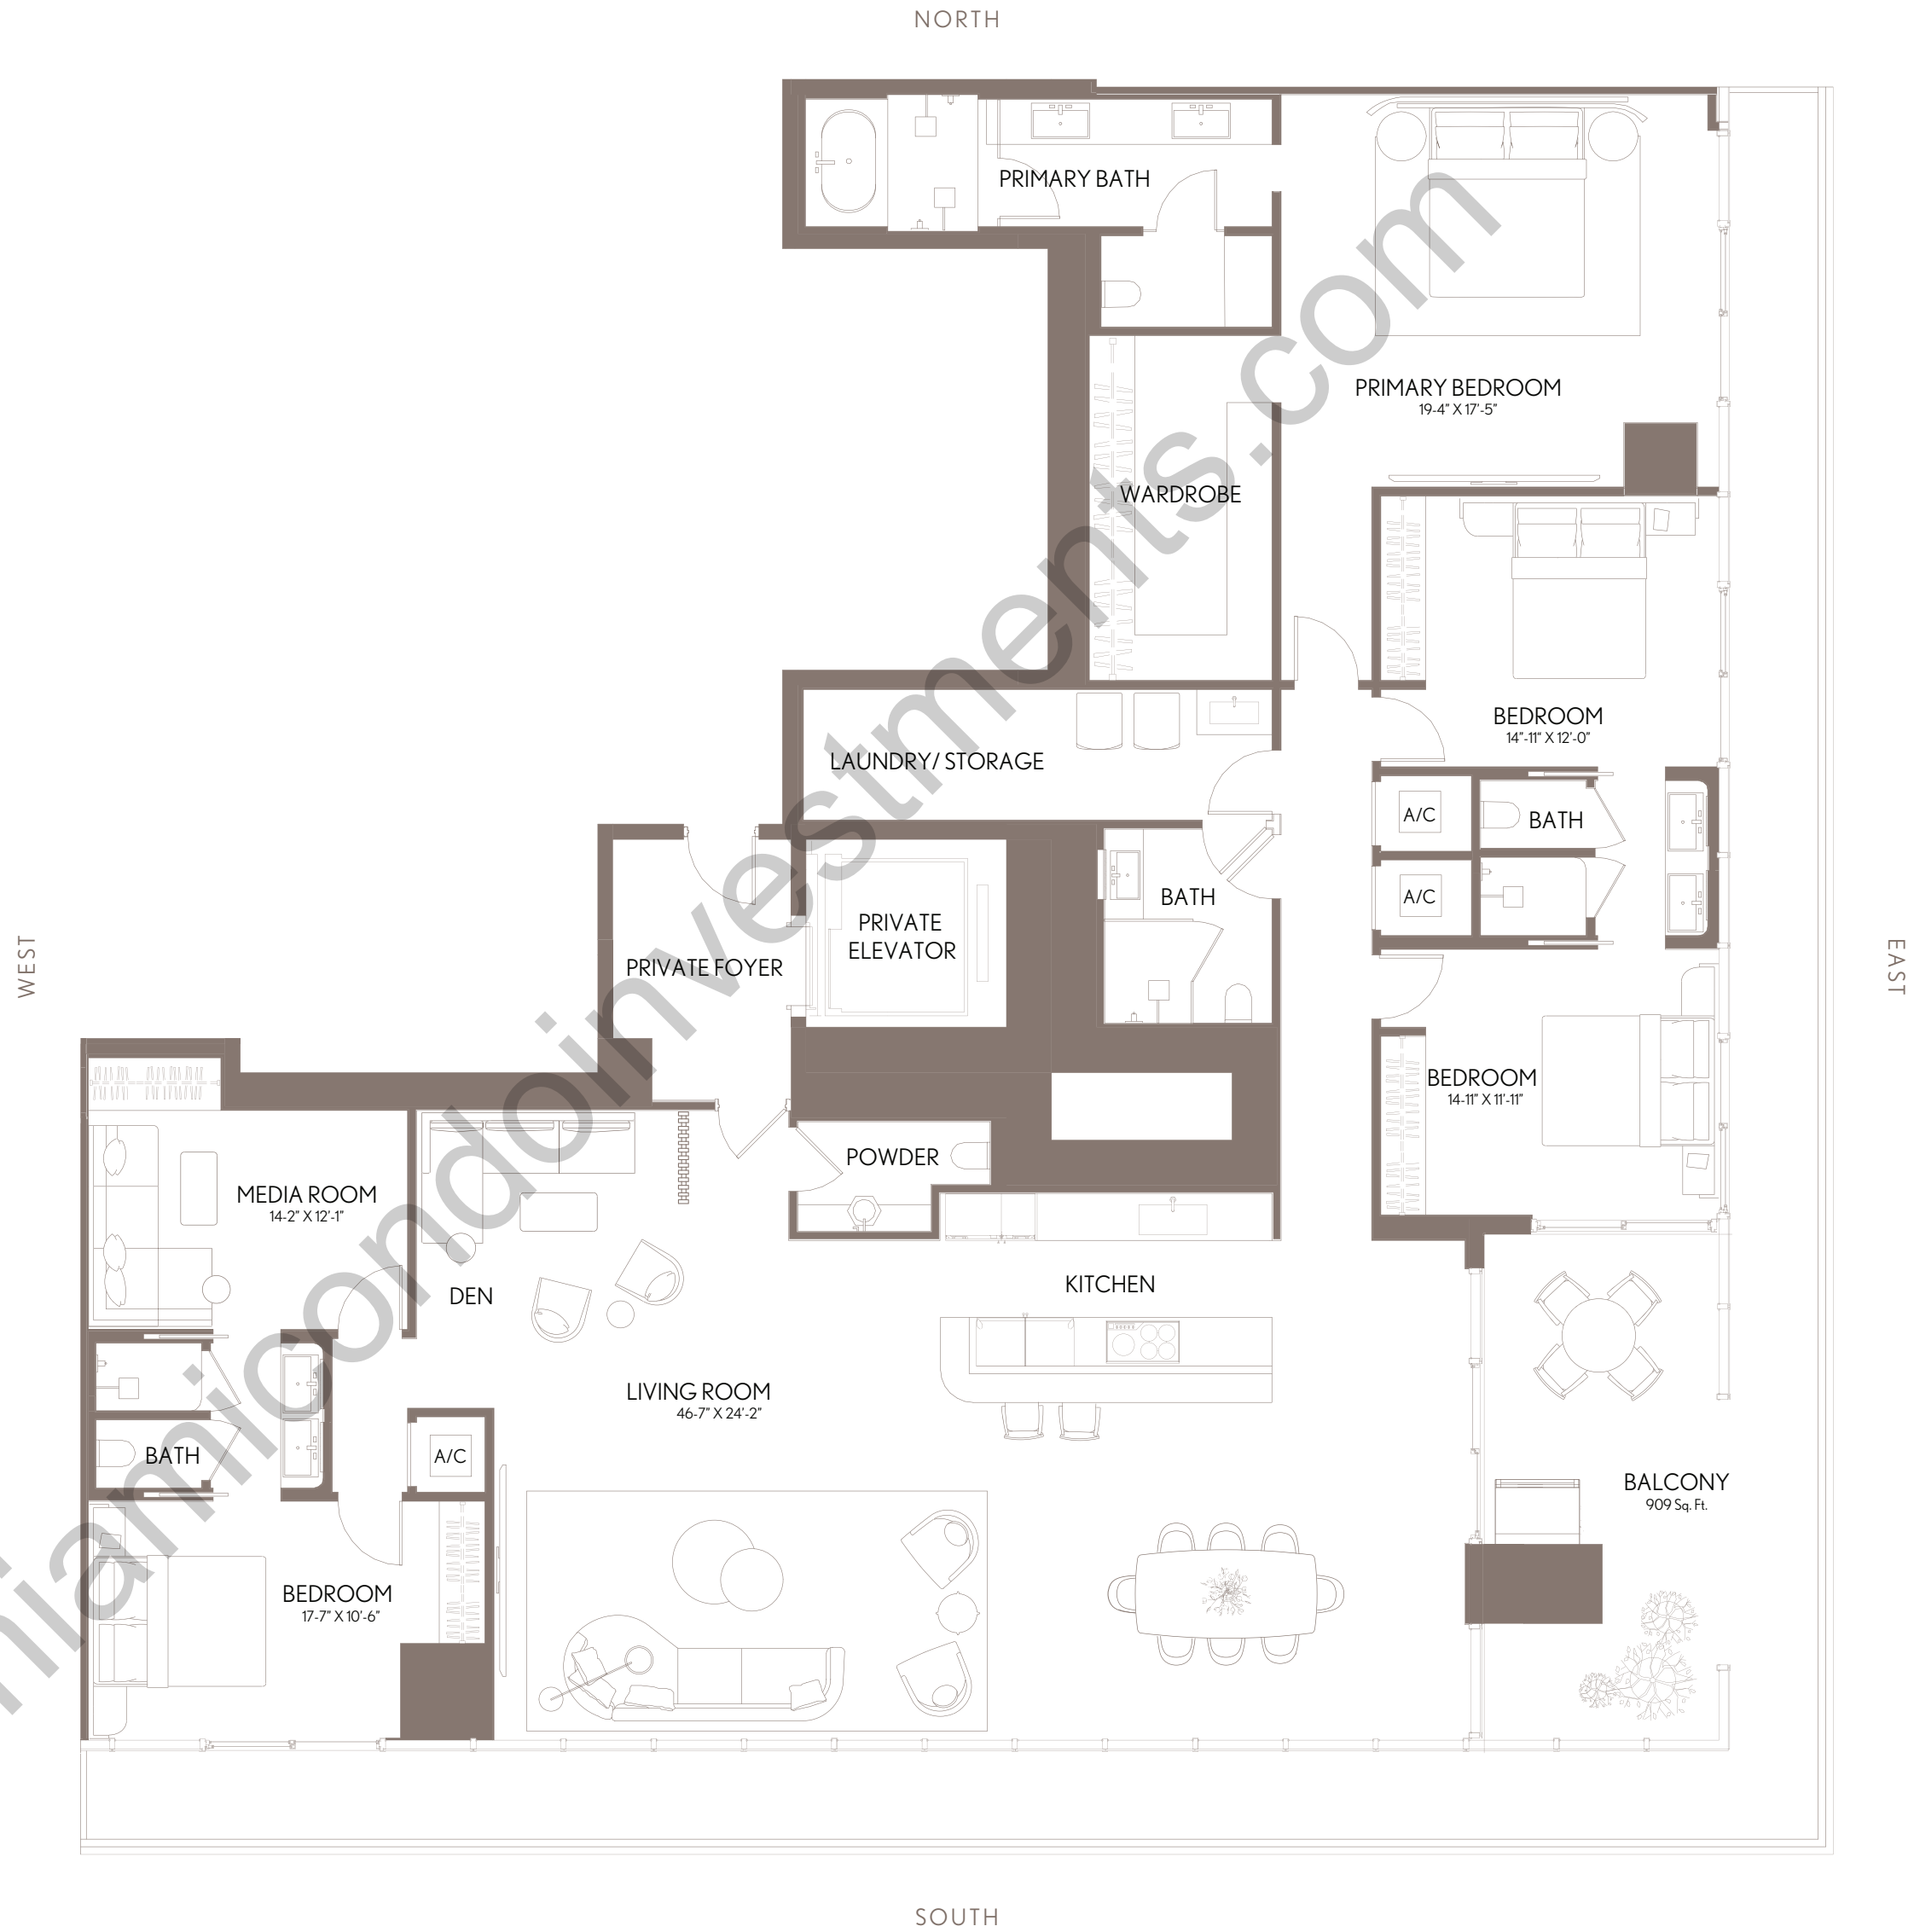 NORTH
PRIMARY BATH
PRIMARY BEDROOM
19-4" X 17'-5"
WARDROBE
BEDROOM
14"-11" X 12'-0"
LAUNDRY/ STORAGE
A/C
BATH
A/C
BATH
PRIVATE
ELEVATOR
PRIVATE FOYER
WEST
EAST
BEDROOM
14-11" X 11'-11"
POWDER
MEDIA ROOM
14-2" X 12'-1"
DEN
KITCHEN
LIVING ROOM
46-7" X 24'-2"
BATH
A/C
BALCONY
909 Sq. Ft.
BEDROOM
17-7" X 10'-6"
miamicondoinvestments.com
SOUTH